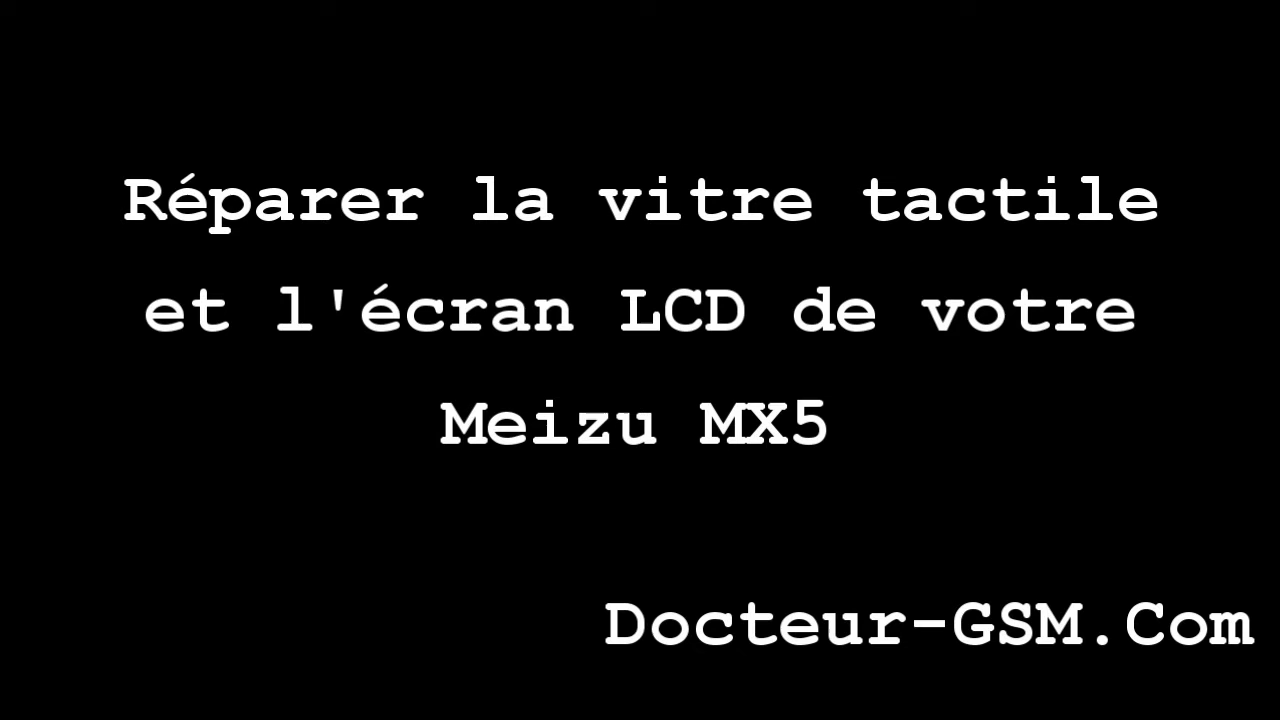 Réparer la vitre tactile
et l'écran LCD de votre
Meizu MX5
Docteur-GSM.Com